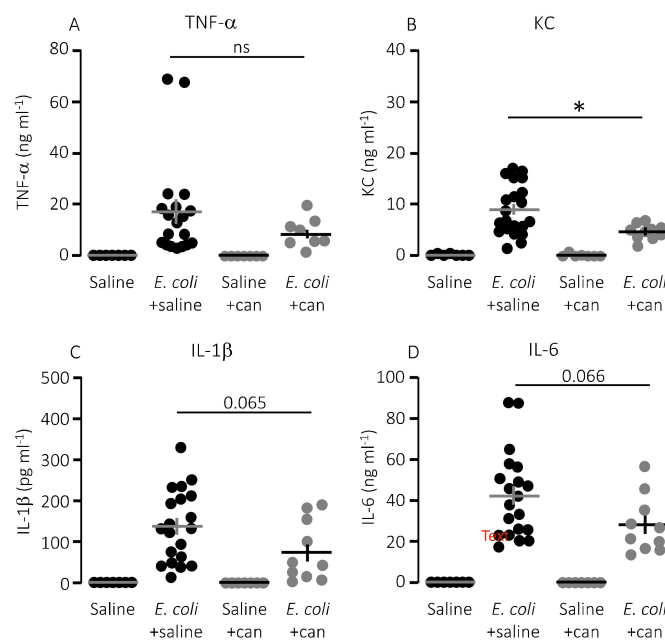 A TNF-α
80
60
40
20
0
TNF-α (ng ml-1)
ns
Saline E. coli Saline E. coli
+saline +can +can
B KC
40
30
20
10
0
KC (ng ml-1)
*
Saline E. coli Saline E. coli
+saline +can +can
C IL-1β
500
400
300
200
100
0
IL-1β (pg ml-1)
0.065
Saline E. coli Saline E. coli
+saline +can +can
D IL-6
100
80
60
40
20
0
IL-6 (ng ml-1)
0.066
Text
Saline E. coli Saline E. coli
+saline +can +can